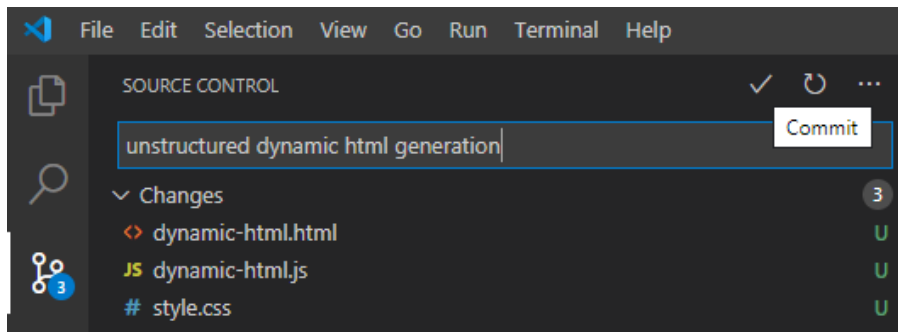 File Edit Selection View Go Run Terminal Help
SOURCE CONTROL
Commit
unstructured dynamic html generation
Changes 3
<> dynamic-html.html U
JS dynamic-html.js U
3
# style.css U